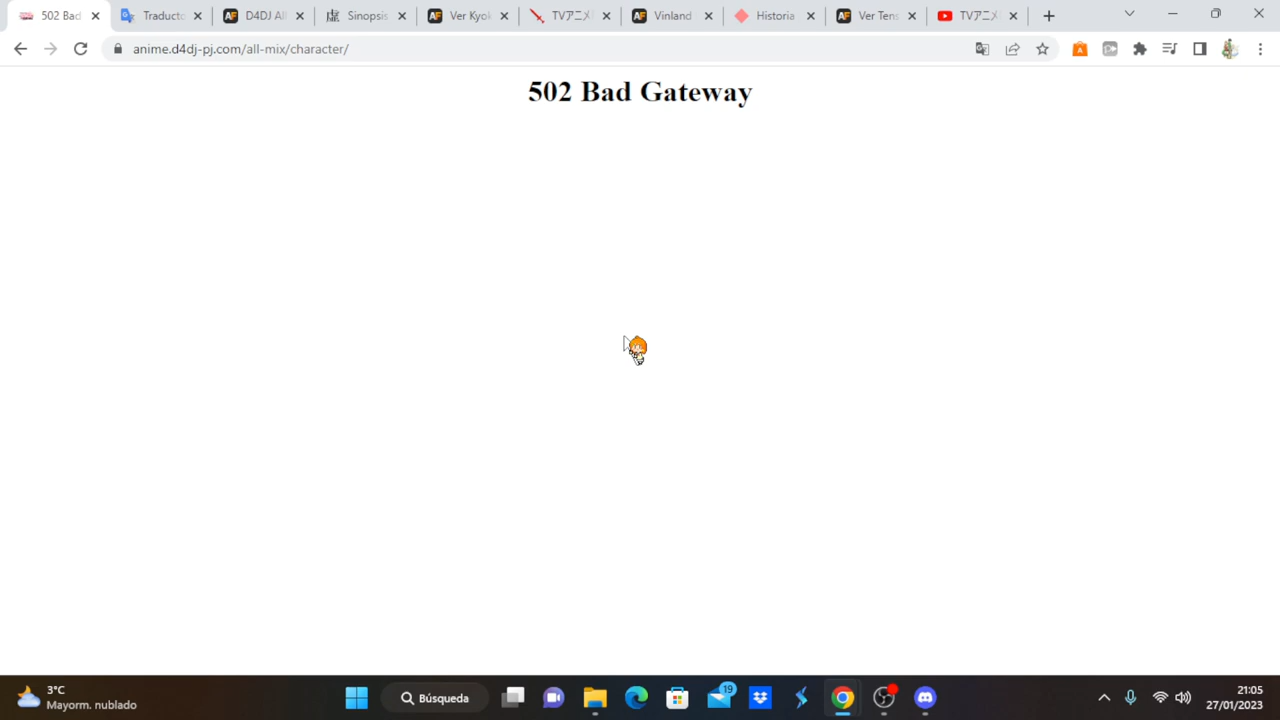 502 Bad
Traducto
D4DJ All
Sinopsis
Ver Kyok
TVアニメ
Vinland
Historia
Ver Tens
TVアニメ
anime.d4dj-pj.com/all-mix/character/
502 Bad Gateway
3°C
Mayorm. nublado
Búsqueda
19
21:05
27/01/2023